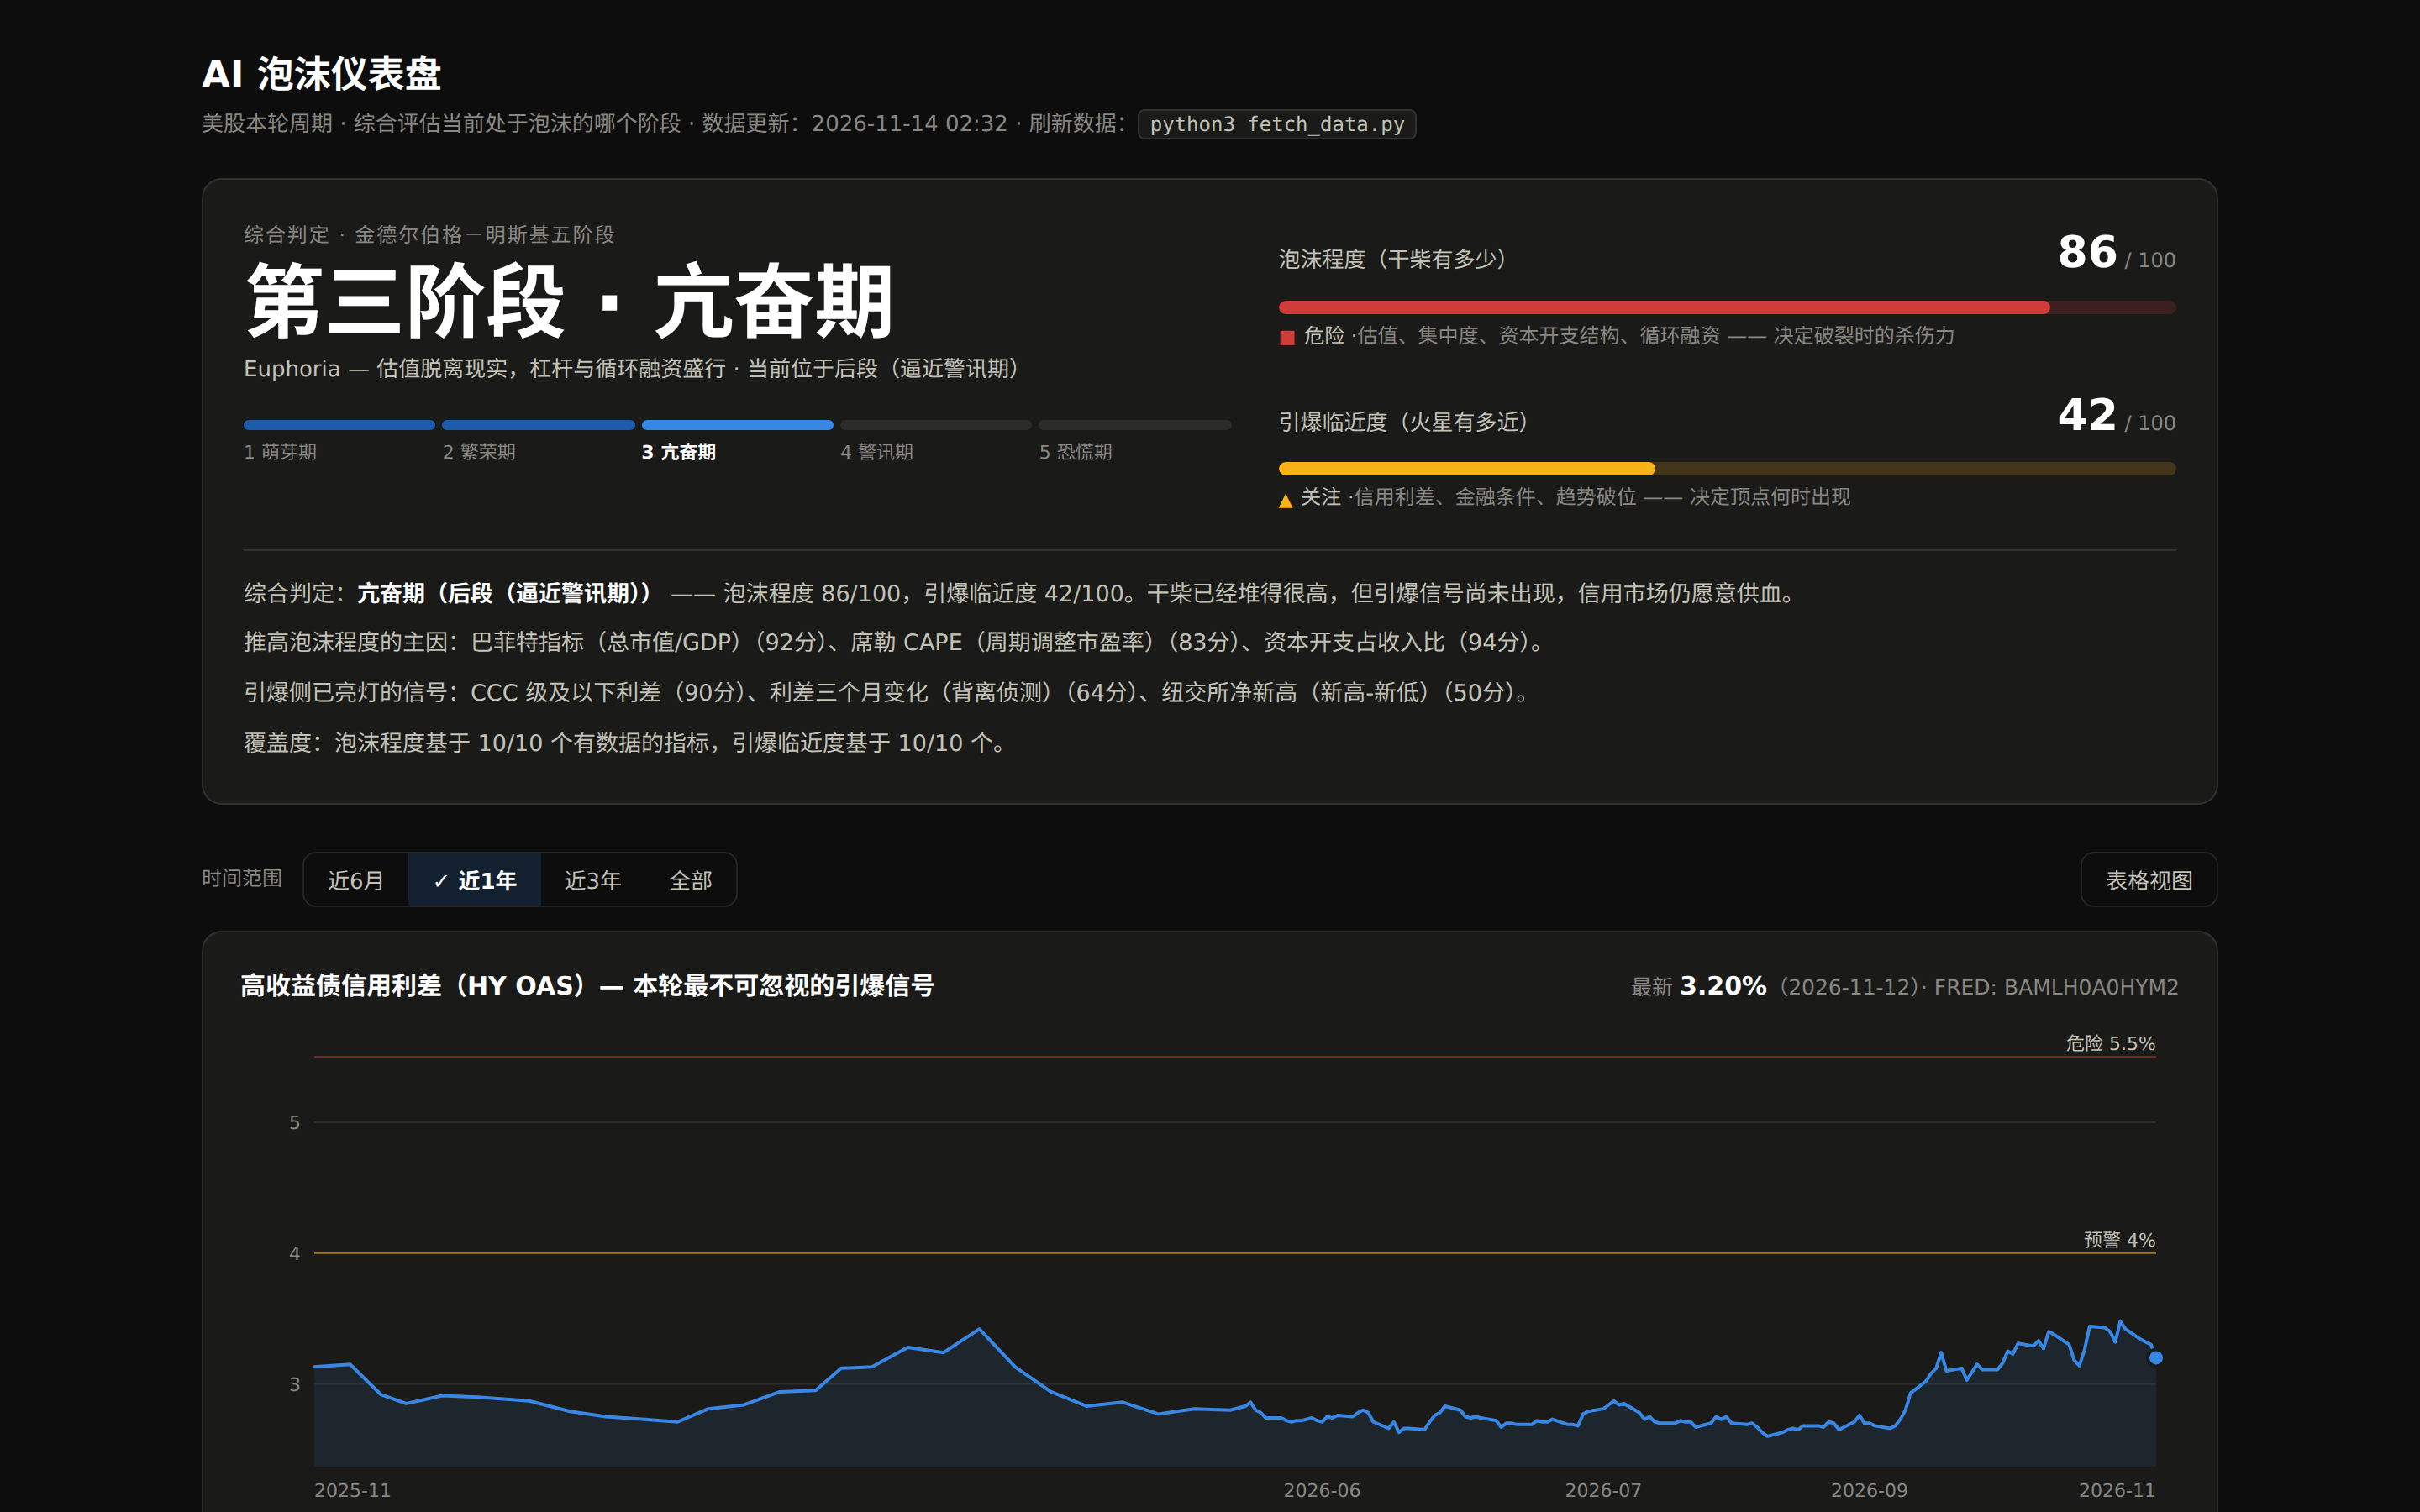 AI 泡沫仪表盘
美股本轮周期 · 综合评估当前处于泡沫的哪个阶段 · 数据更新：2026-11-14 02:32 · 刷新数据：python3 fetch_data.py
综合判定 · 金德尔伯格－明斯基五阶段
第三阶段 · 亢奋期
Euphoria — 估值脱离现实，杠杆与循环融资盛行 · 当前位于后段（逼近警讯期）
1 萌芽期
2 繁荣期
3 亢奋期
4 警讯期
5 恐慌期
泡沫程度（干柴有多少）
86 / 100
■ 危险 ·估值、集中度、资本开支结构、循环融资 —— 决定破裂时的杀伤力
引爆临近度（火星有多近）
42 / 100
▲ 关注 ·信用利差、金融条件、趋势破位 —— 决定顶点何时出现
综合判定：亢奋期（后段（逼近警讯期）） —— 泡沫程度 86/100，引爆临近度 42/100。干柴已经堆得很高，但引爆信号尚未出现，信用市场仍愿意供血。
推高泡沫程度的主因：巴菲特指标（总市值/GDP）（92分）、席勒 CAPE（周期调整市盈率）（83分）、资本开支占收入比（94分）。
引爆侧已亮灯的信号：CCC 级及以下利差（90分）、利差三个月变化（背离侦测）（64分）、纽交所净新高（新高-新低）（50分）。
覆盖度：泡沫程度基于 10/10 个有数据的指标，引爆临近度基于 10/10 个。
时间范围
近6月
✓ 近1年
近3年
全部
表格视图
高收益债信用利差（HY OAS）— 本轮最不可忽视的引爆信号
最新 3.20%（2026-11-12）· FRED: BAMLH0A0HYM2
危险 5.5%
5
预警 4%
4
3
2025-11
2026-06
2026-07
2026-09
2026-11